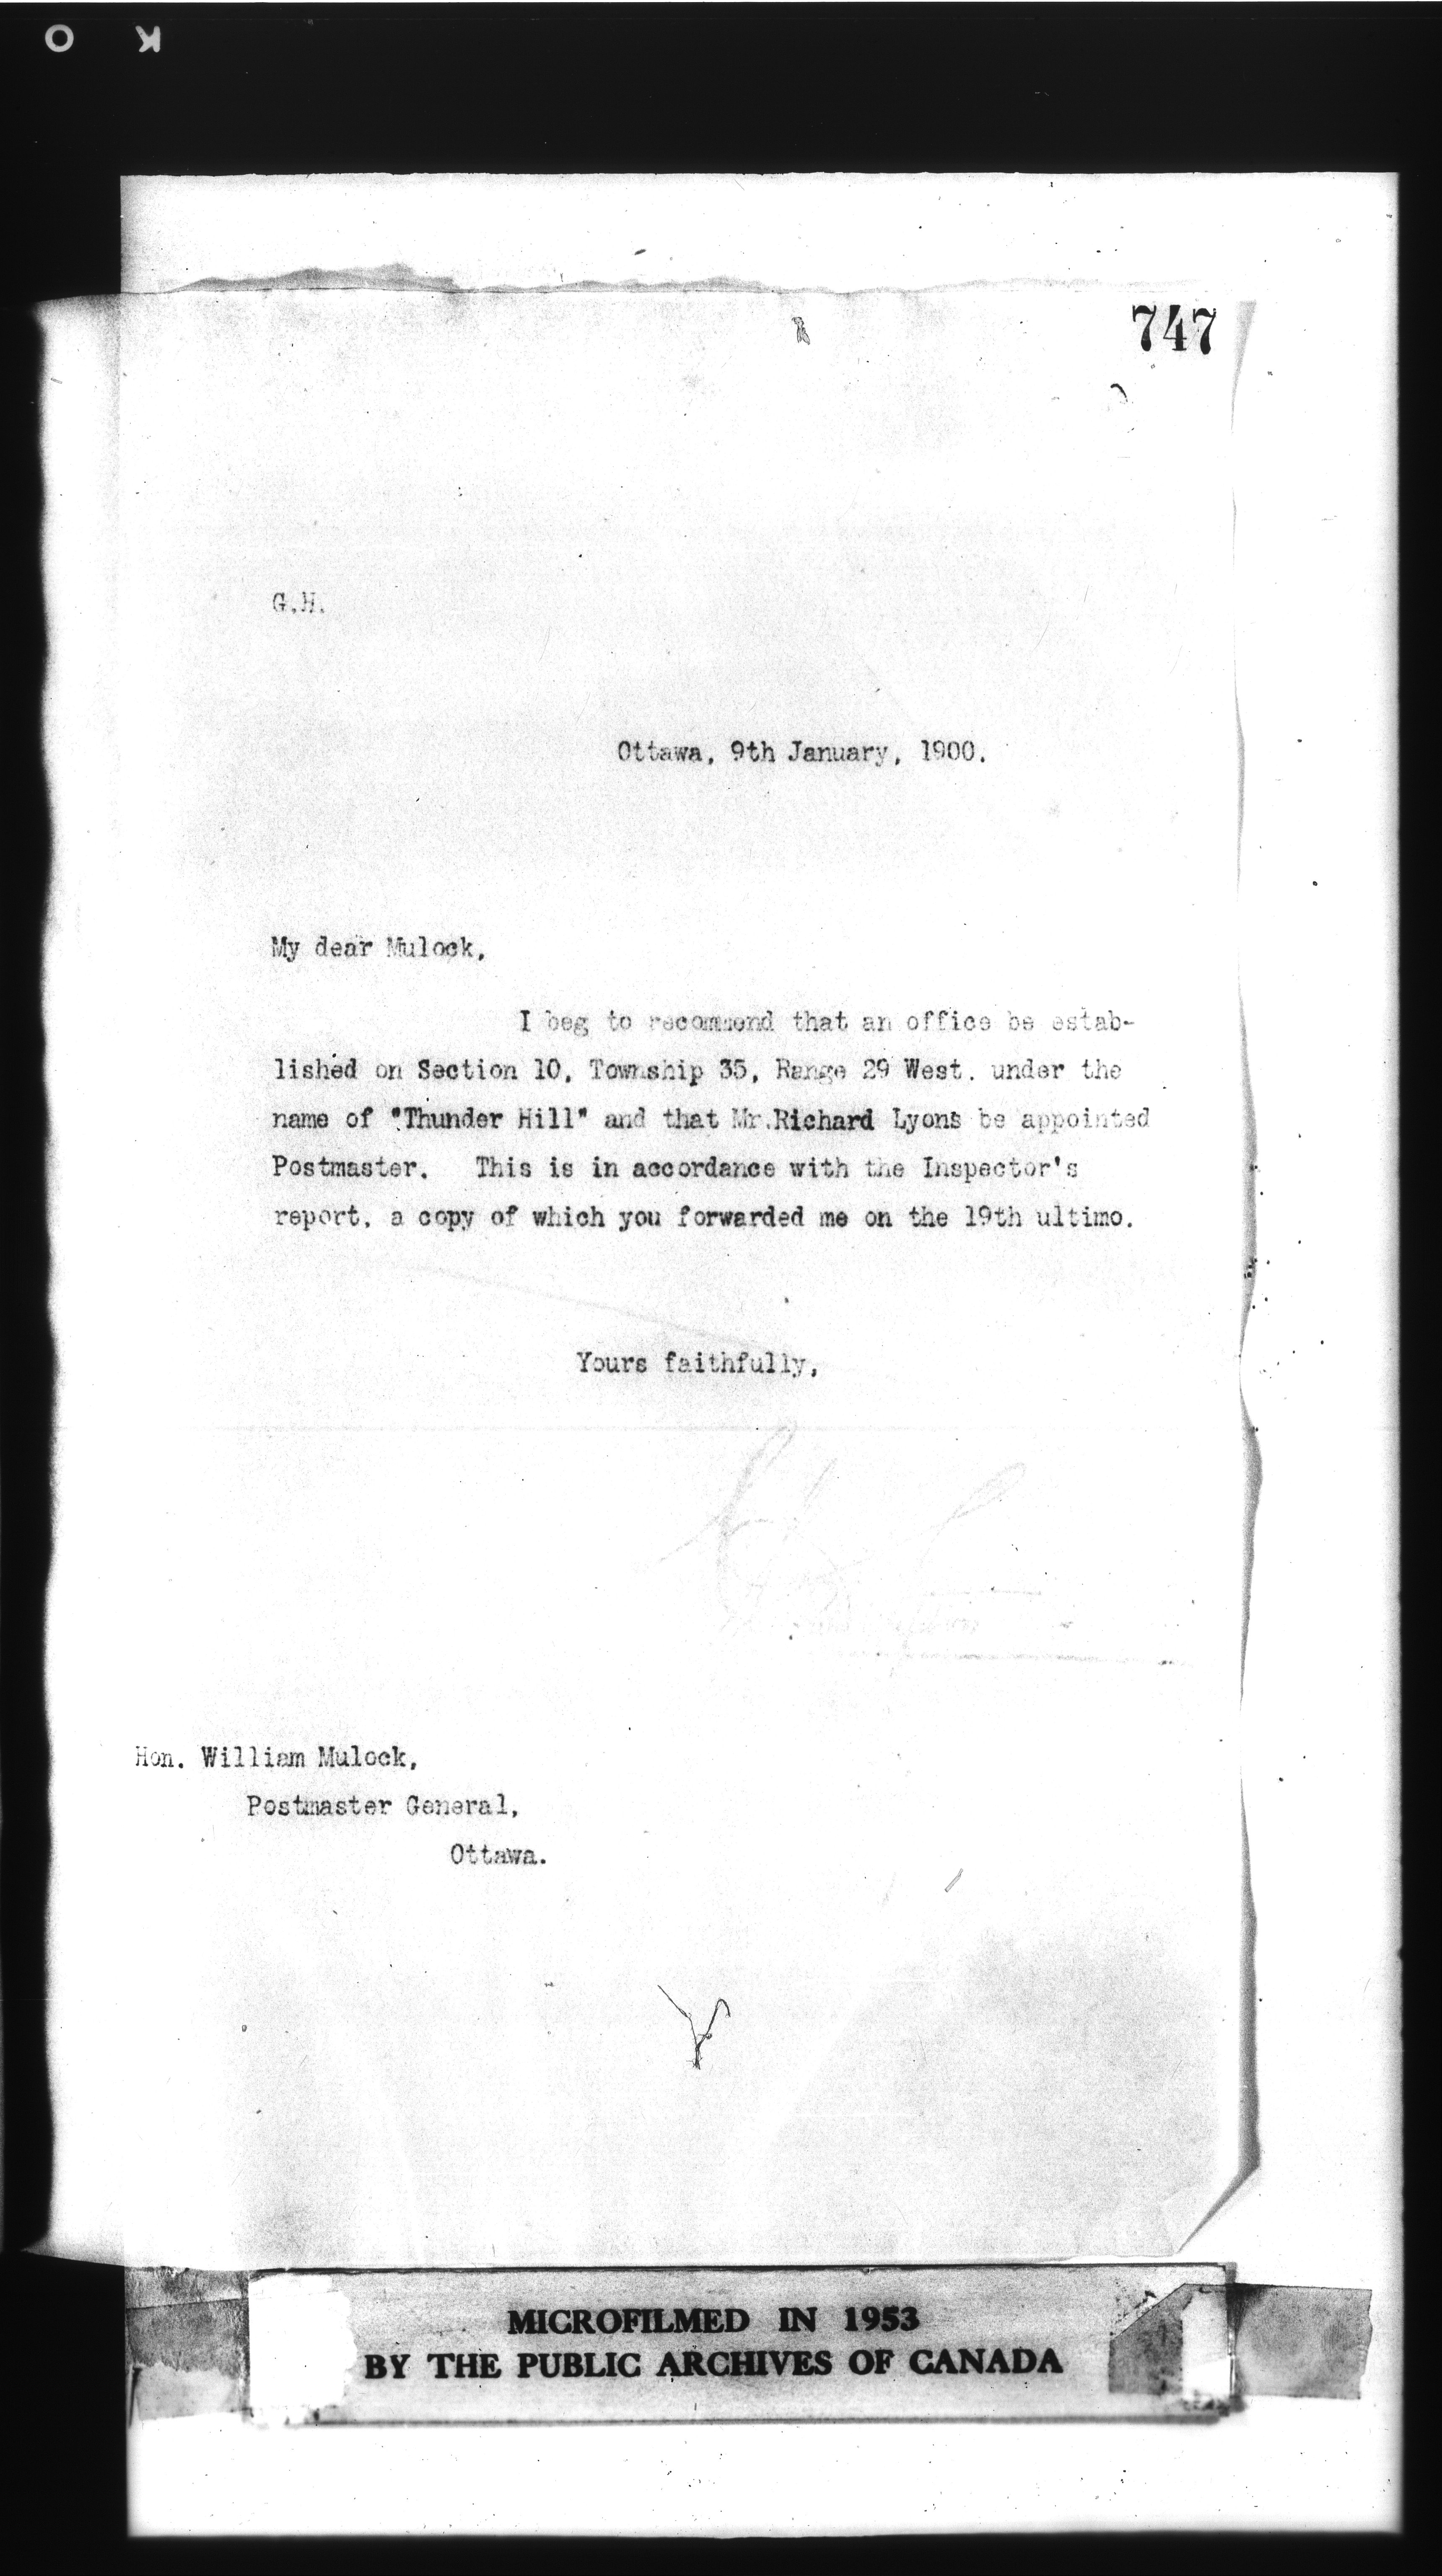 O K
747
G.H.
Ottawa, 9th January, 1900.
My dear Mulock,
I beg to recommend that an office be estab-
lished on Section 10, Township 35, Range 29 West. under the
name of "Thunder Hill" and that Mr.Richard Lyons be appointed
Postmaster. This is in accordance with the Inspector's
report, a copy of which you forwarded me on the 19th ultimo.
Yours faithfully,
Hon. William Mulock,
Postmaster General,
Ottawa.
MICROFILMED IN 1953
BY THE PUBLIC ARCHIVES OF CANADA